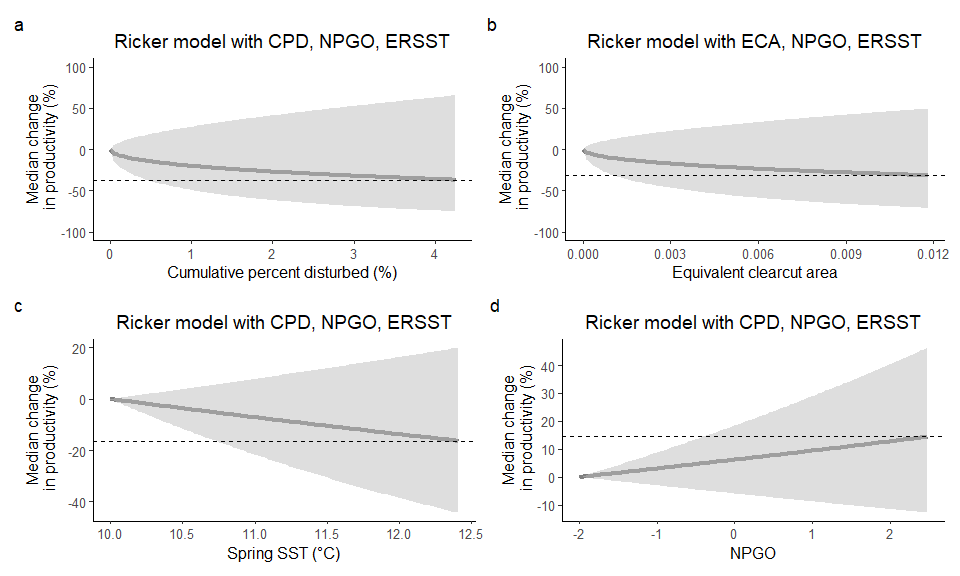 a
Ricker model with CPD, NPGO, ERSST
Median change
in productivity (%)
100
50
0
-50
-100
0 1 2 3 4
Cumulative percent disturbed (%)
b
Ricker model with ECA, NPGO, ERSST
Median change
in productivity (%)
100
50
0
-50
-100
0.000 0.003 0.006 0.009 0.012
Equivalent clearcut area
c
Ricker model with CPD, NPGO, ERSST
Median change
in productivity (%)
20
0
-20
-40
10.0 10.5 11.0 11.5 12.0 12.5
Spring SST (°C)
d
Ricker model with CPD, NPGO, ERSST
Median change
in productivity (%)
40
30
20
10
0
-10
-2 -1 0 1 2
NPGO